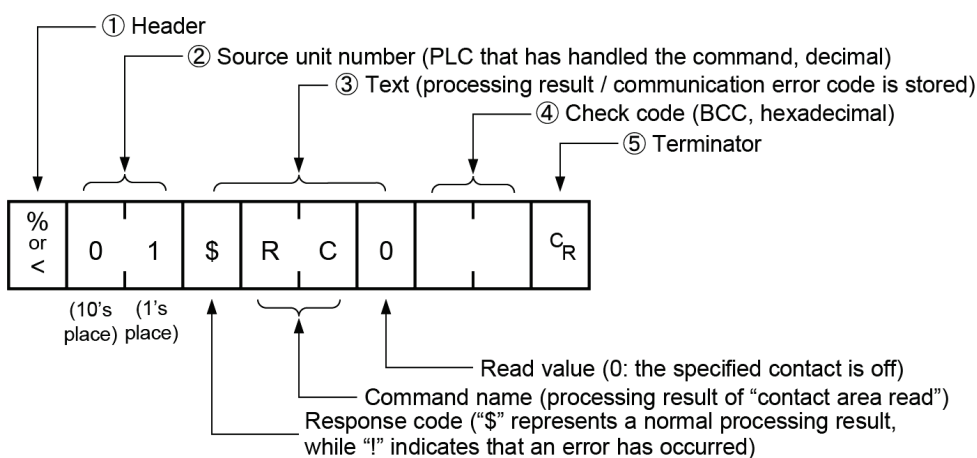 ① Header
② Source unit number (PLC that has handled the command, decimal)
③ Text (processing result / communication error code is stored)
④ Check code (BCC, hexadecimal)
⑤ Terminator
% or <
0 1 $ R C 0 CR
(10's place) (1's place)
Read value (0: the specified contact is off)
Command name (processing result of “contact area read”)
Response code (“$” represents a normal processing result,
while “!” indicates that an error has occurred)